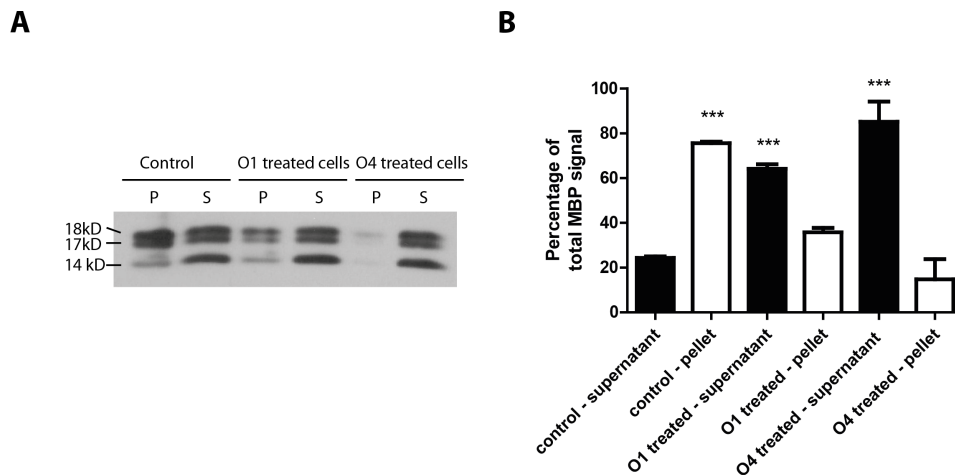 A
Control
O1 treated cells
O4 treated cells
P S P S P S
18kD
17kD
14 kD
B
Percentage of
total MBP signal
100
80
60
40
20
0
***
***
***
control - supernatant
control - pellet
O1 treated - supernatant
O1 treated - pellet
O4 treated - supernatant
O4 treated - pellet